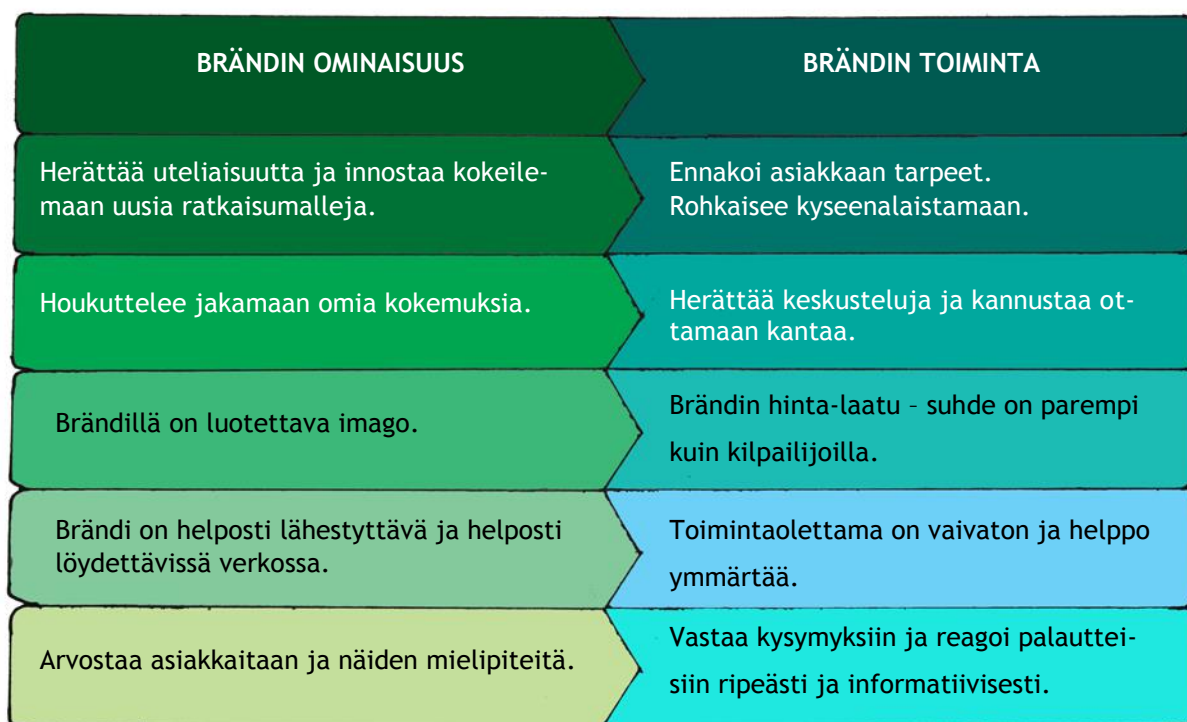 BRÄNDIN OMINAISUUS
BRÄNDIN TOIMINTA
Herättää uteliaisuutta ja innostaa kokeile-
maan uusia ratkaisumalleja.
Ennakoi asiakkaan tarpeet.
Rohkaisee kyseenalaistamaan.
Houkuttelee jakamaan omia kokemuksia.
Herättää keskusteluja ja kannustaa ot-
tamaan kantaa.
Brändillä on luotettava imago.
Brändin hinta-laatu – suhde on parempi
kuin kilpailijoilla.
Brändi on helposti lähestyttävä ja helposti
löydettävissä verkossa.
Toimintaolettama on vaivaton ja helppo
ymmärtää.
Arvostaa asiakkaitaan ja näiden mielipiteitä.
Vastaa kysymyksiin ja reagoi palauttei-
siin ripeästi ja informatiivisesti.